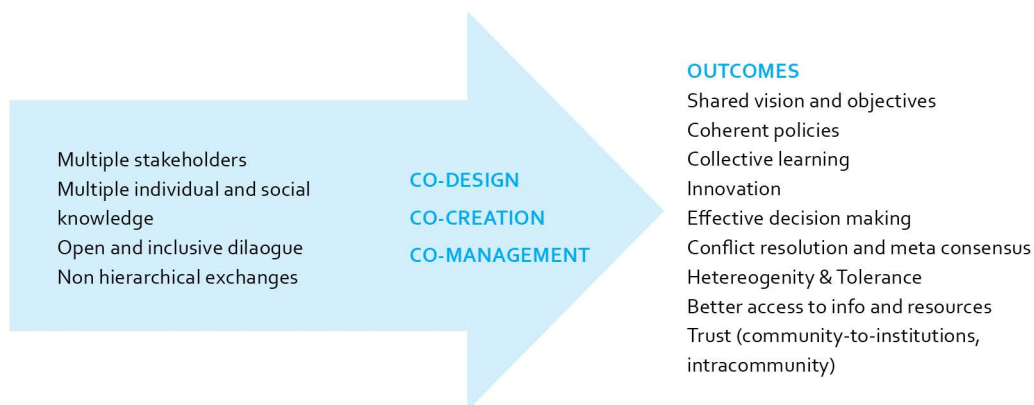 Multiple stakeholders
Multiple individual and social
knowledge
Open and inclusive dilaogue
Non hierarchical exchanges
CO-DESIGN
CO-CREATION
CO-MANAGEMENT
OUTCOMES
Shared vision and objectives
Coherent policies
Collective learning
Innovation
Effective decision making
Conflict resolution and meta consensus
Hetereogenity & Tolerance
Better access to info and resources
Trust (community-to-institutions,
intracommunity)